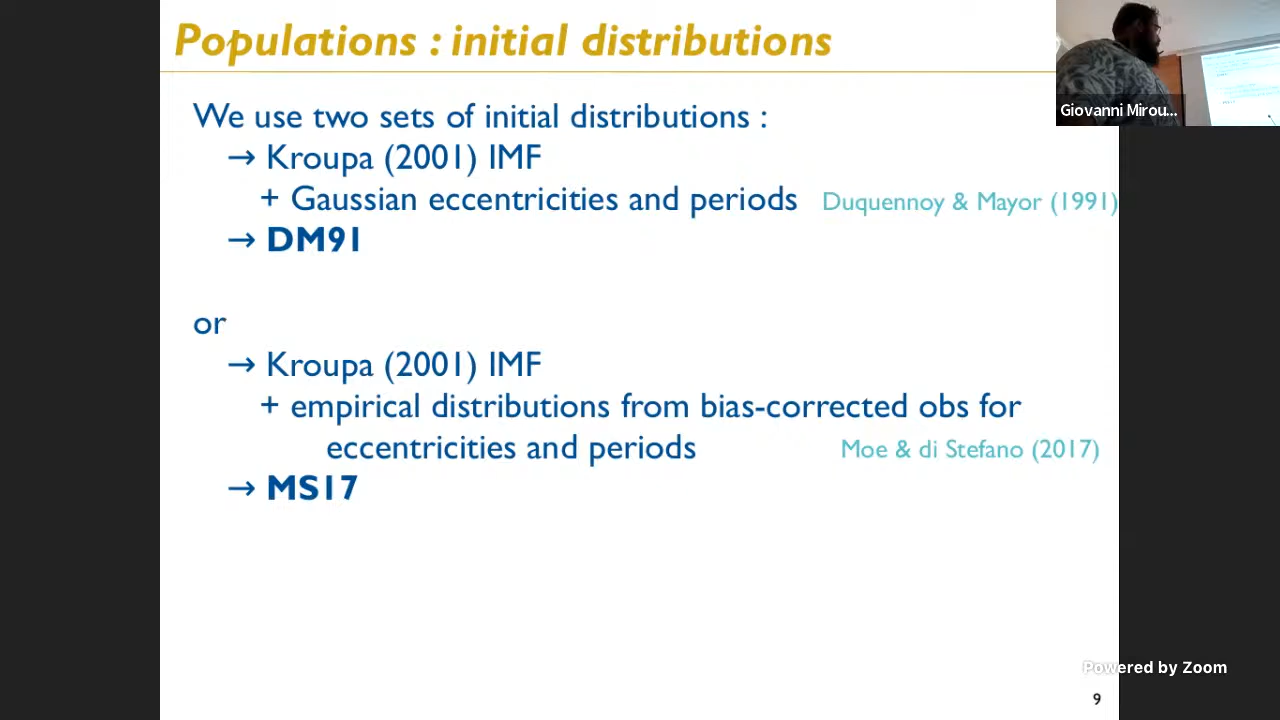 Populations : initial distributions
Giovanni Mirou...
We use two sets of initial distributions :
→ Kroupa (2001) IMF
+ Gaussian eccentricities and periods Duquennoy & Mayor (1991)
→ DM91
or
→ Kroupa (2001) IMF
+ empirical distributions from bias-corrected obs for
eccentricities and periods Moe & di Stefano (2017)
→ MS17
Powered by Zoom
9